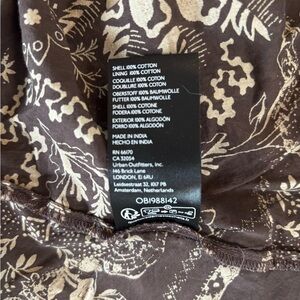 SHELL 100% COTTON
LINING 100% COTTON
COQUILLE 100% COTON
DOUBLURE 100% COTON
OBERSTOFF 100% BAUMWOLLE
FUTTER 100% BAUMWOLLE
SHELL 100% COTONE
FODERA 100% COTONE
EXTERIOR 100% ALGODÓN
FORRO 100% ALGODÓN
MADE IN INDIA
HECHO EN INDIA
RN 66170
CA 32054
Urban Outfitters, Inc.
146 Brick Lane
LONDON, E1 6RU
Leidsestraat 32, 1017 PB
Amsterdam, Netherlands
OB1988142